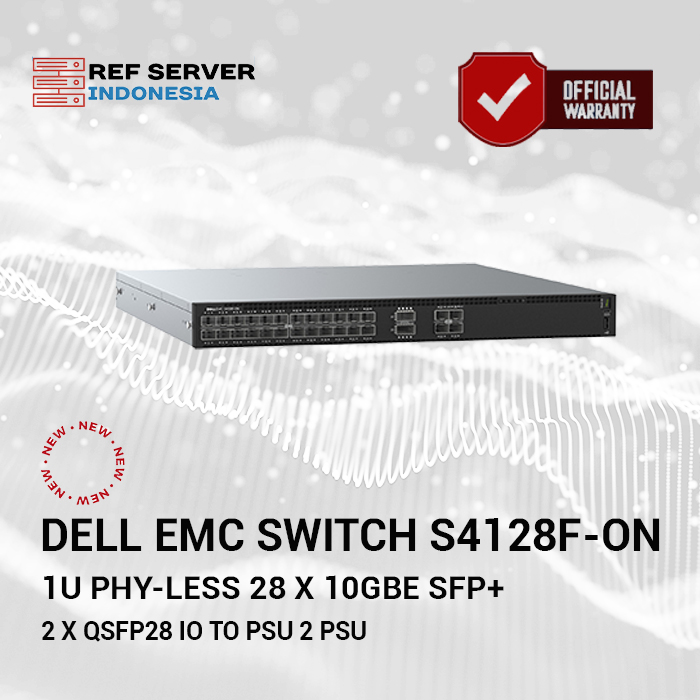 REF SERVER
INDONESIA
OFFICIAL
WARRANTY
NEW • NEW • NEW • NEW • NEW •
DELL EMC SWITCH S4128F-ON
1U PHY-LESS 28 X 10GBE SFP+
2 X QSFP28 IO TO PSU 2 PSU